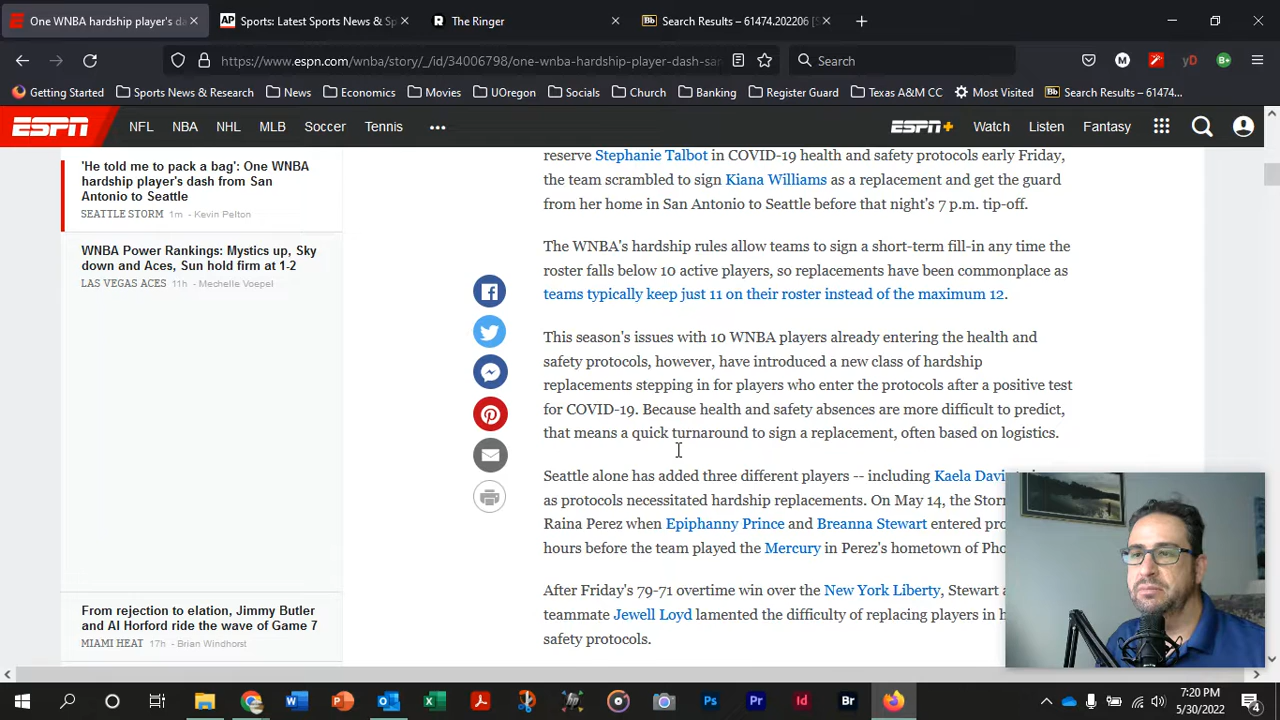 One WNBA hardship player's da
AP Sports: Latest Sports News & Sp
R The Ringer
Bb Search Results – 61474.202206 [S
https://www.espn.com/wnba/story/_/id/34006798/one-wnba-hardship-player-dash-san
Search
M
yD
B+
Getting Started
Sports News & Research
News
Economics
Movies
UOregon
Socials
Church
Banking
Register Guard
Texas A&M CC
Most Visited
Bb Search Results – 61474...
ESPN
NFL
NBA
NHL
MLB
Soccer
Tennis
•••
ESPN+
Watch
Listen
Fantasy
'He told me to pack a bag': One WNBA
hardship player's dash from San
Antonio to Seattle
SEATTLE STORM 1m - Kevin Pelton
WNBA Power Rankings: Mystics up, Sky
down and Aces, Sun hold firm at 1-2
LAS VEGAS ACES 11h - Mechelle Voepel
From rejection to elation, Jimmy Butler
and Al Horford ride the wave of Game 7
MIAMI HEAT 17h - Brian Windhorst
reserve Stephanie Talbot in COVID-19 health and safety protocols early Friday,
the team scrambled to sign Kiana Williams as a replacement and get the guard
from her home in San Antonio to Seattle before that night's 7 p.m. tip-off.
The WNBA's hardship rules allow teams to sign a short-term fill-in any time the
roster falls below 10 active players, so replacements have been commonplace as
teams typically keep just 11 on their roster instead of the maximum 12.
This season's issues with 10 WNBA players already entering the health and
safety protocols, however, have introduced a new class of hardship
replacements stepping in for players who enter the protocols after a positive test
for COVID-19. Because health and safety absences are more difficult to predict,
that means a quick turnaround to sign a replacement, often based on logistics.
Seattle alone has added three different players -- including Kaela Davi
as protocols necessitated hardship replacements. On May 14, the Storm
Raina Perez when Epiphanny Prince and Breanna Stewart entered pro
hours before the team played the Mercury in Perez's hometown of Pho
After Friday's 79-71 overtime win over the New York Liberty, Stewart a
teammate Jewell Loyd lamented the difficulty of replacing players in h
safety protocols.
7:20 PM
5/30/2022
4
Ps
Pr
Id
Br